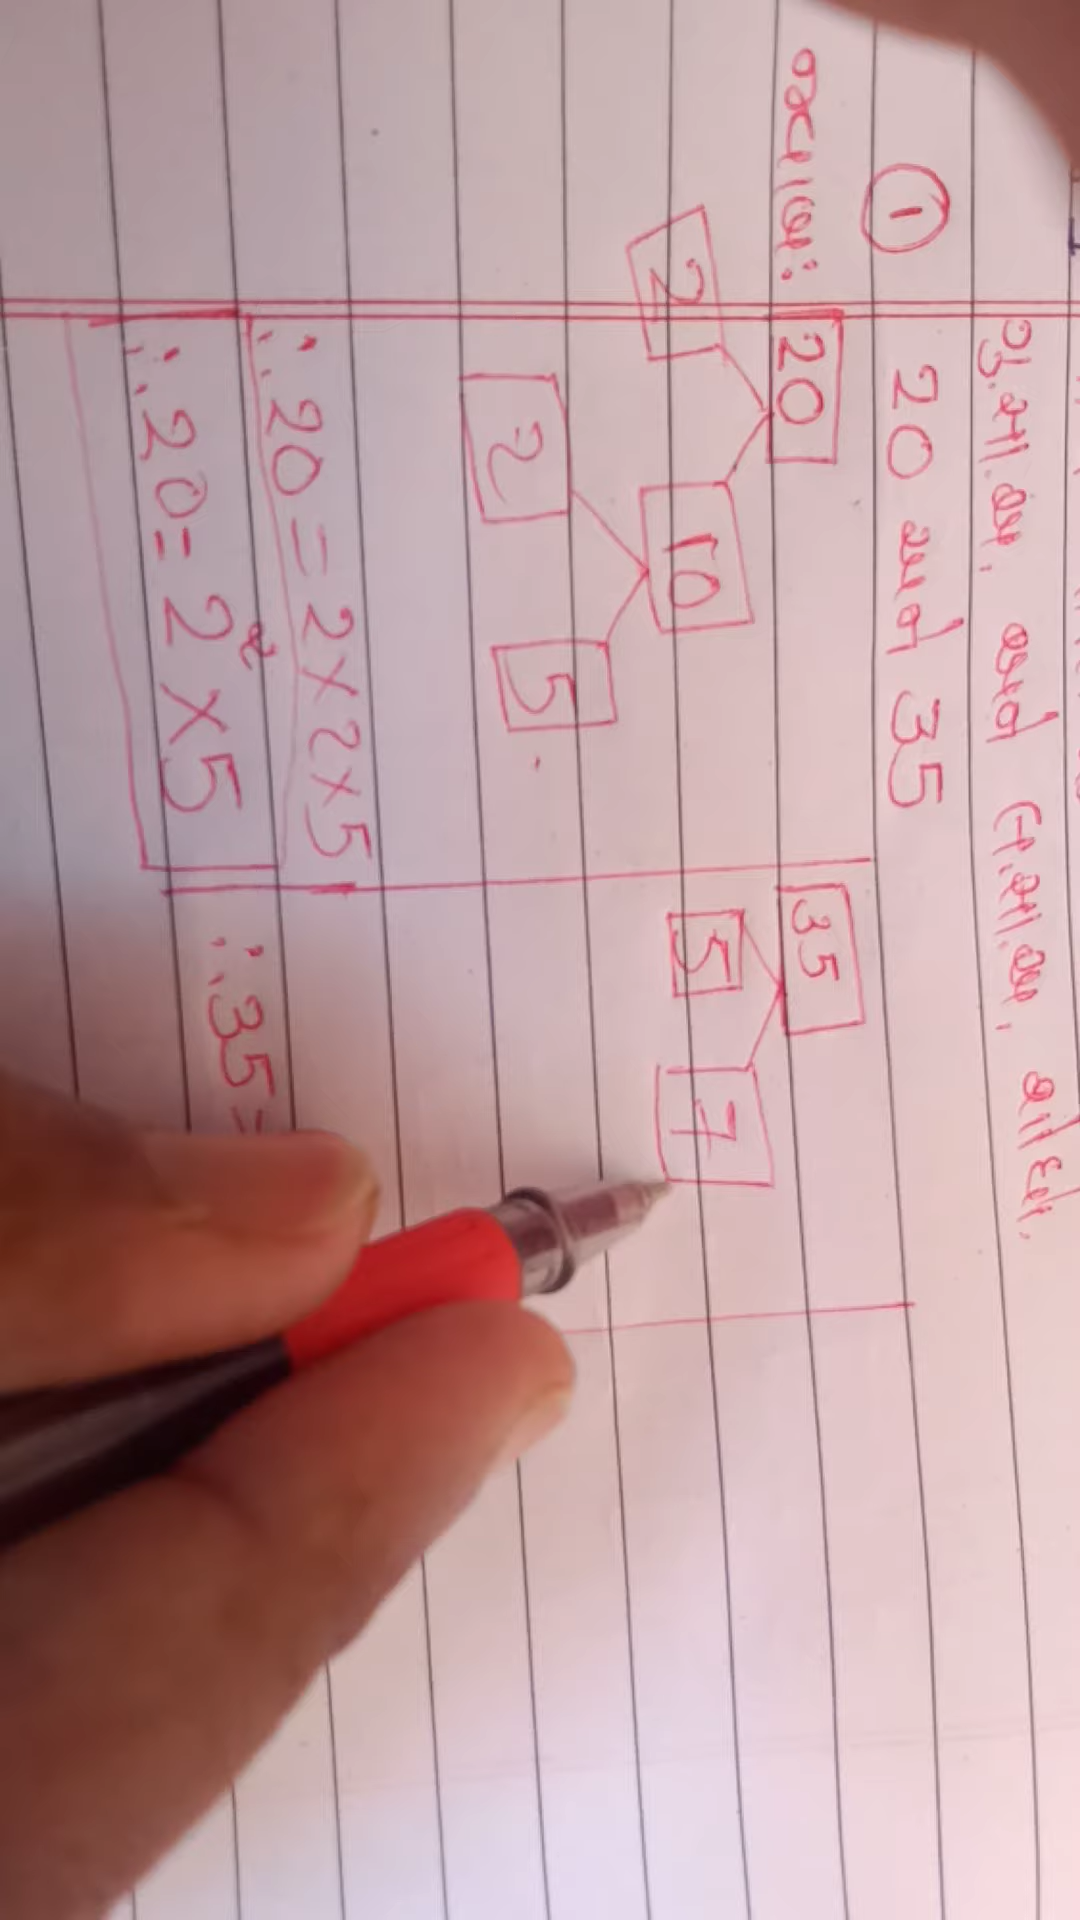 ગુ.સા.અ. અને લ.સા.અ. શોધો.
① 20 અને 35
જવાબ:
20
2 10
2 5
∴ 20 = 2 × 2 × 5
∴ 20 = 2² × 5
35
5 7
∴ 35 =